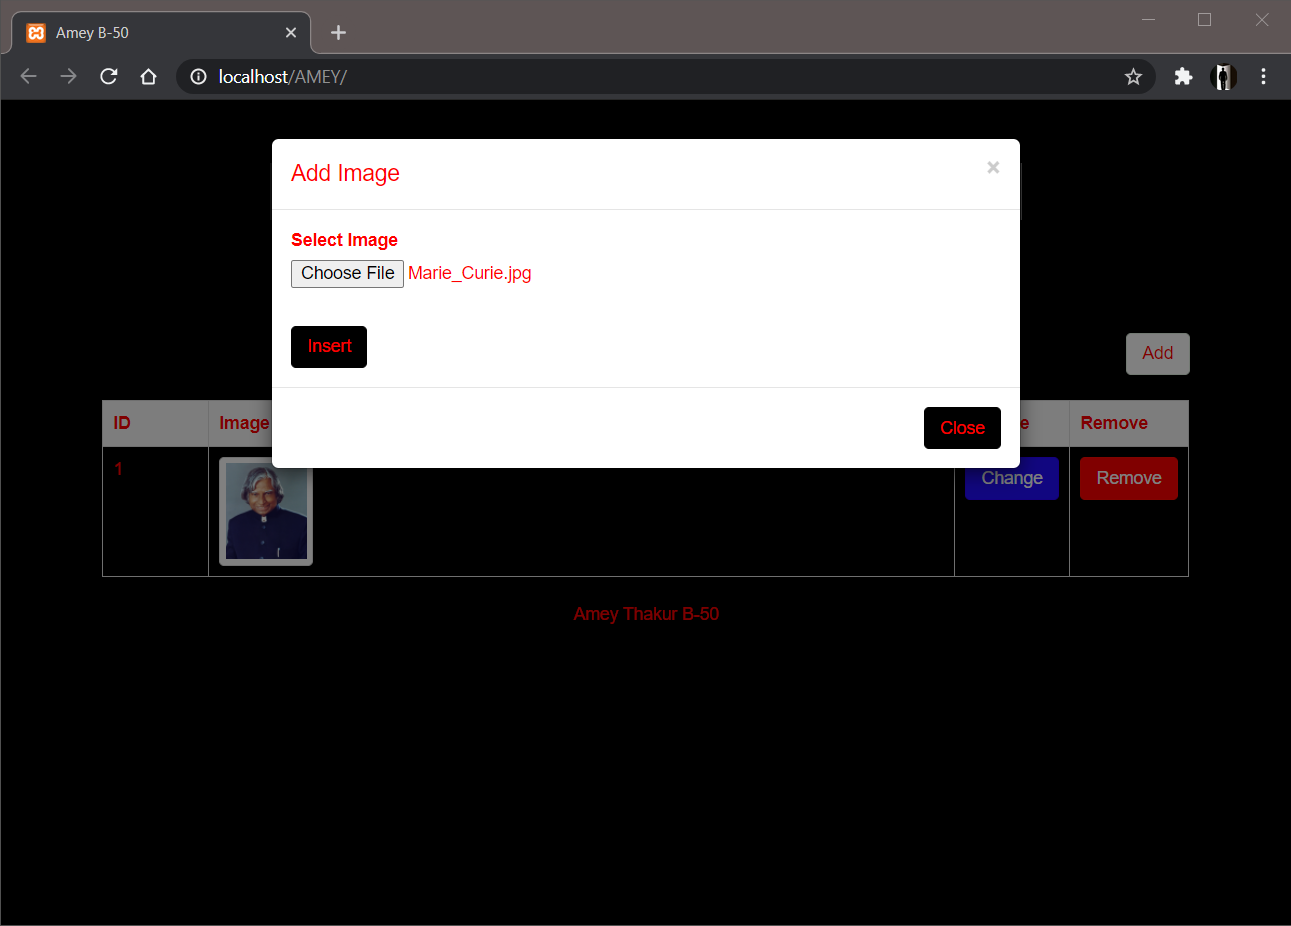 Amey B-50
localhost/AMEY/
Add Image
×
Select Image
Choose File Marie_Curie.jpg
Insert
Add
Close
ID Image e Remove
1 Change Remove
Amey Thakur B-50